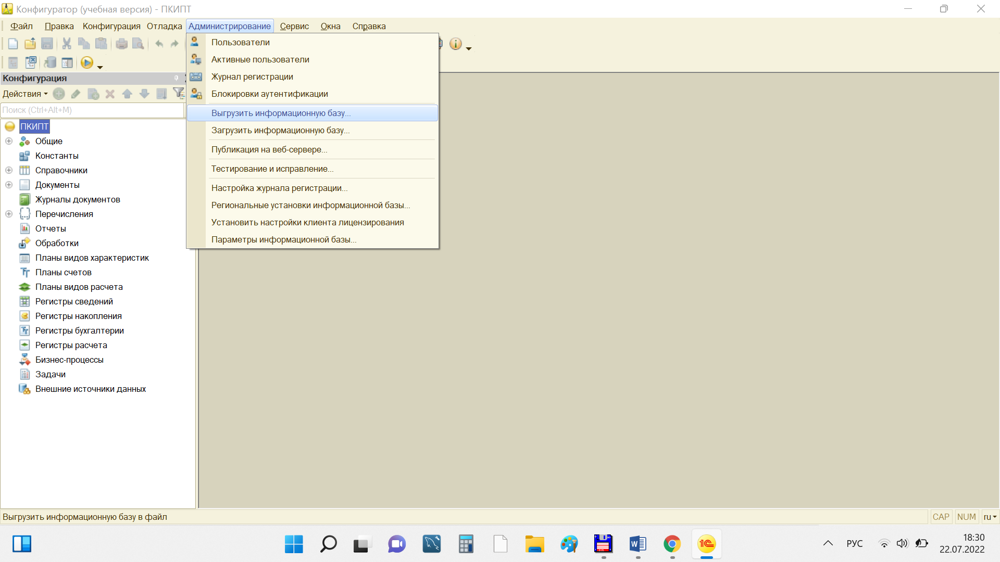 Конфигуратор (учебная версия) - ПКИПТ
Файл Правка Конфигурация Отладка Администрирование Сервис Окна Справка
Пользователи
Активные пользователи
Журнал регистрации
Блокировки аутентификации
Выгрузить информационную базу...
Загрузить информационную базу...
Публикация на веб-сервере...
Тестирование и исправление...
Настройка журнала регистрации...
Региональные установки информационной базы...
Установить настройки клиента лицензирования
Параметры информационной базы...
Конфигурация
Действия
Поиск (Ctrl+Alt+M)
ПКИПТ
Общие
Константы
Справочники
Документы
Журналы документов
Перечисления
Отчеты
Обработки
Планы видов характеристик
Планы счетов
Планы видов расчета
Регистры сведений
Регистры накопления
Регистры бухгалтерии
Регистры расчета
Бизнес-процессы
Задачи
Внешние источники данных
Выгрузить информационную базу в файл
CAP NUM ru
РУС
18:30
22.07.2022